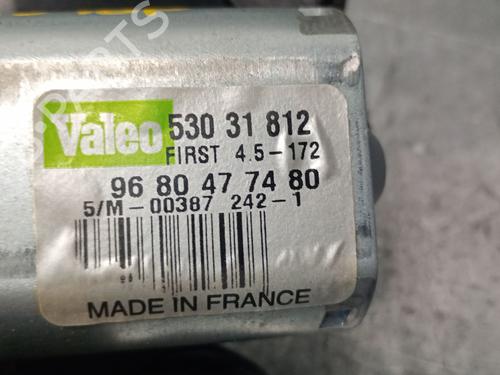 Valeo 530 31 812
FIRST 4.5-172
96 80 47 74 80
5/M-00387 242-1
MADE IN FRANCE